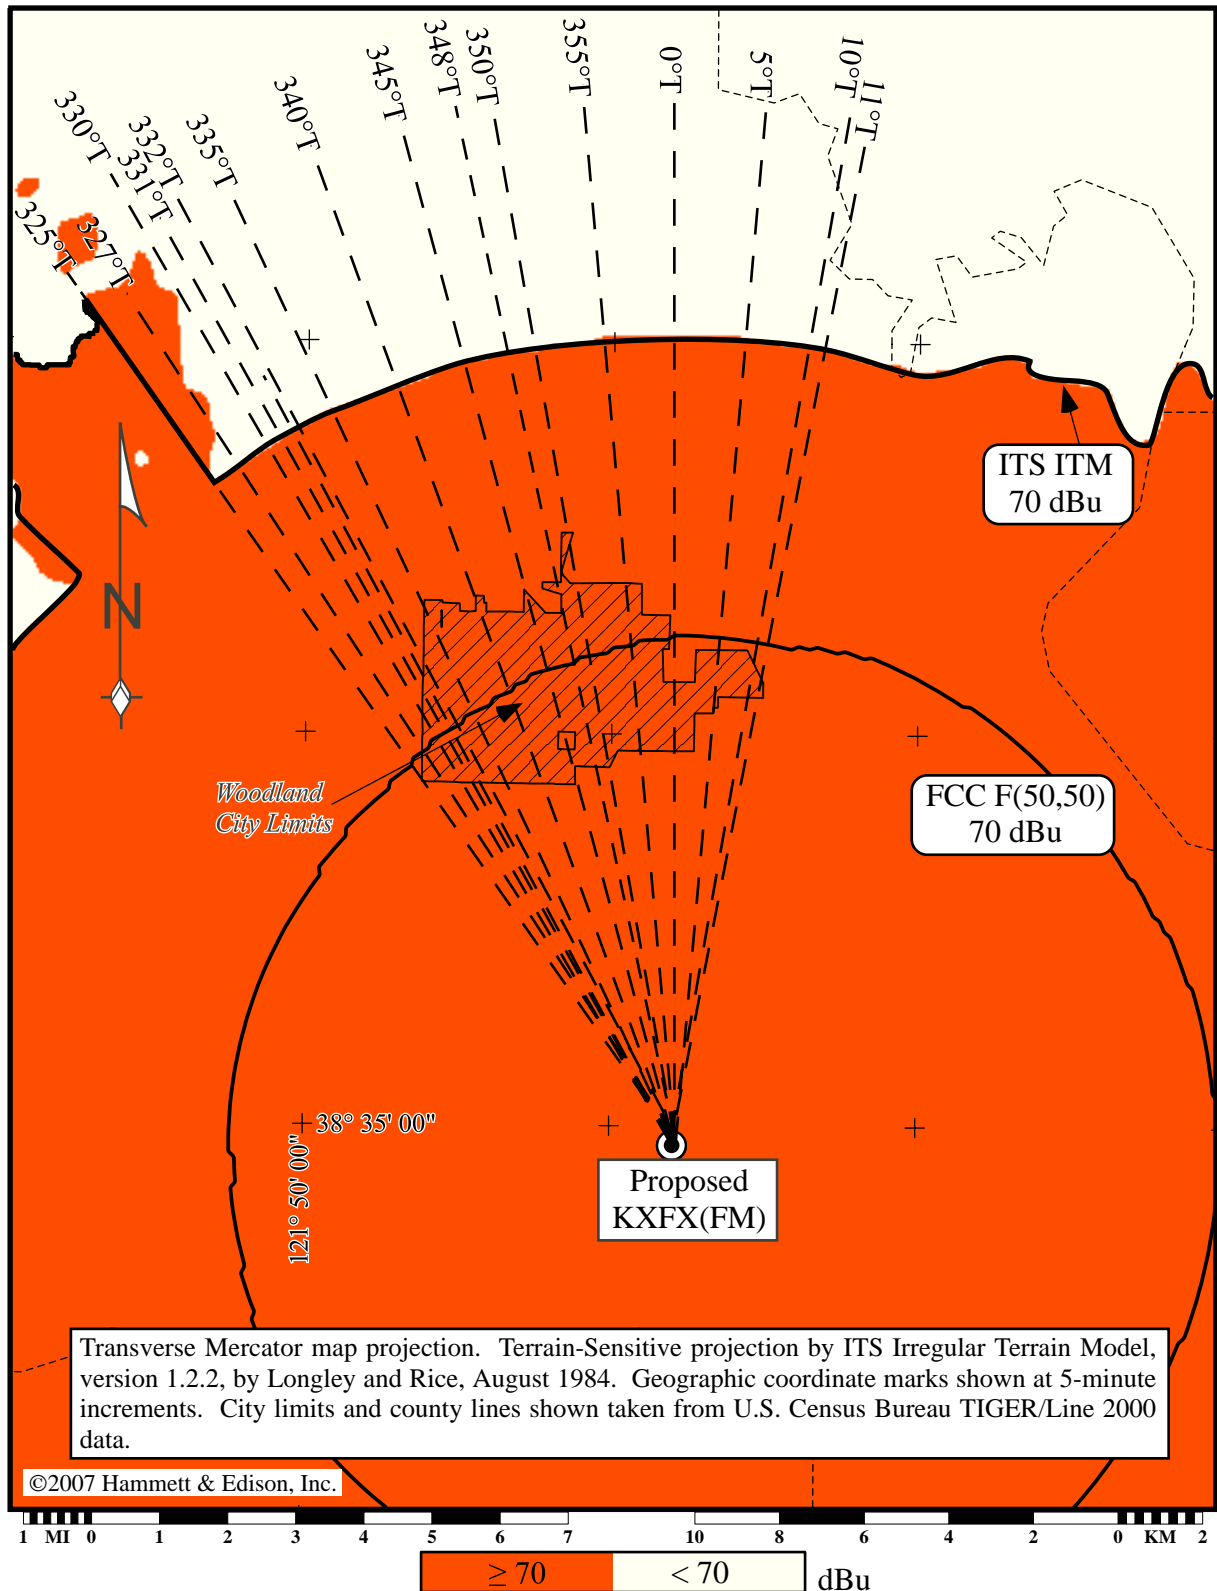 325°T
327°T
330°T
331°T
332°T
335°T
340°T
345°T
348°T
350°T
355°T
0°T
5°T
10°T
11°T
ITS ITM
70 dBu
N
Woodland
City Limits
FCC F(50,50)
70 dBu
38° 35' 00"
121° 50' 00"
Proposed
KXFX(FM)
Transverse Mercator map projection. Terrain-Sensitive projection by ITS Irregular Terrain Model,
version 1.2.2, by Longley and Rice, August 1984. Geographic coordinate marks shown at 5-minute
increments. City limits and county lines shown taken from U.S. Census Bureau TIGER/Line 2000
data.
©2007 Hammett & Edison, Inc.
1 MI 0 1 2 3 4 5 6 7 10 8 6 4 2 0 KM 2
≥ 70 < 70 dBu